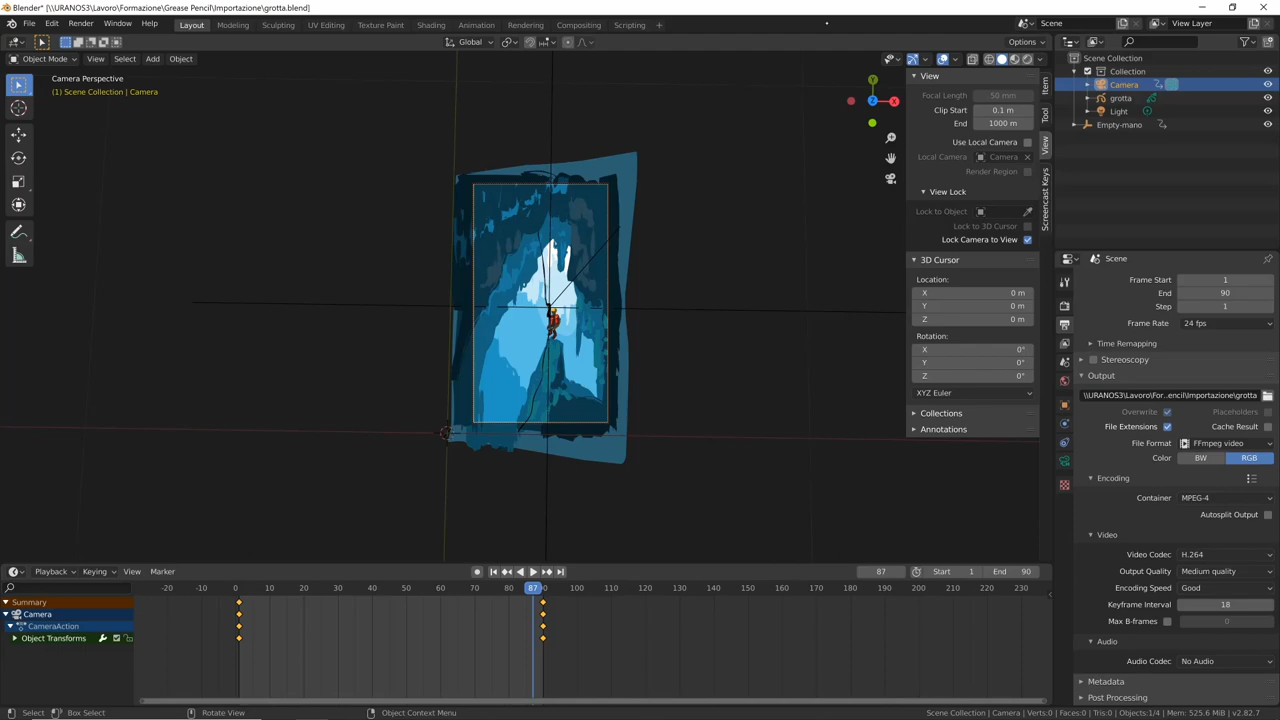 Blender* [\\URANOS3\Lavoro\Formazione\Grease Pencil\Importazione\grotta.blend]
File Edit Render Window Help Layout Modeling Sculpting UV Editing Texture Paint Shading Animation Rendering Compositing Scripting + Scene View Layer
Global Options
Object Mode View Select Add Object
Camera Perspective
(1) Scene Collection | Camera
Y
X
Z
View
Focal Length 50 mm
Clip Start 0.1 m
End 1000 m
Use Local Camera
Local Camera Camera
Render Region
View Lock
Lock to Object
Lock to 3D Cursor
Lock Camera to View
3D Cursor
Location:
X 0 m
Y 0 m
Z 0 m
Rotation:
X 0°
Y 0°
Z 0°
XYZ Euler
Collections
Annotations
Item
Tool
View
Screencast Keys
Scene Collection
Collection
Camera
grotta
Light
Empty-mano
Scene
Frame Start 1
End 90
Step 1
Frame Rate 24 fps
Time Remapping
Stereoscopy
Output
\\URANOS3\Lavoro\For..encil\Importazione\grotta
Overwrite Placeholders
File Extensions Cache Result
File Format FFmpeg video
Color BW RGB
Encoding
Container MPEG-4
Autosplit Output
Video
Video Codec H.264
Output Quality Medium quality
Encoding Speed Good
Keyframe Interval 18
Max B-frames 0
Audio
Audio Codec No Audio
Metadata
Post Processing
Playback Keying View Marker 87 Start 1 End 90
-20 -10 0 10 20 30 40 50 60 70 80 87 90 100 110 120 130 140 150 160 170 180 190 200 210 220 230
Summary
Camera
CameraAction
Object Transforms
Select Box Select Rotate View Object Context Menu Scene Collection | Camera | Verts:0 | Faces:0 | Tris:0 | Objects:1/4 | Mem: 525.6 MiB | v2.82.7